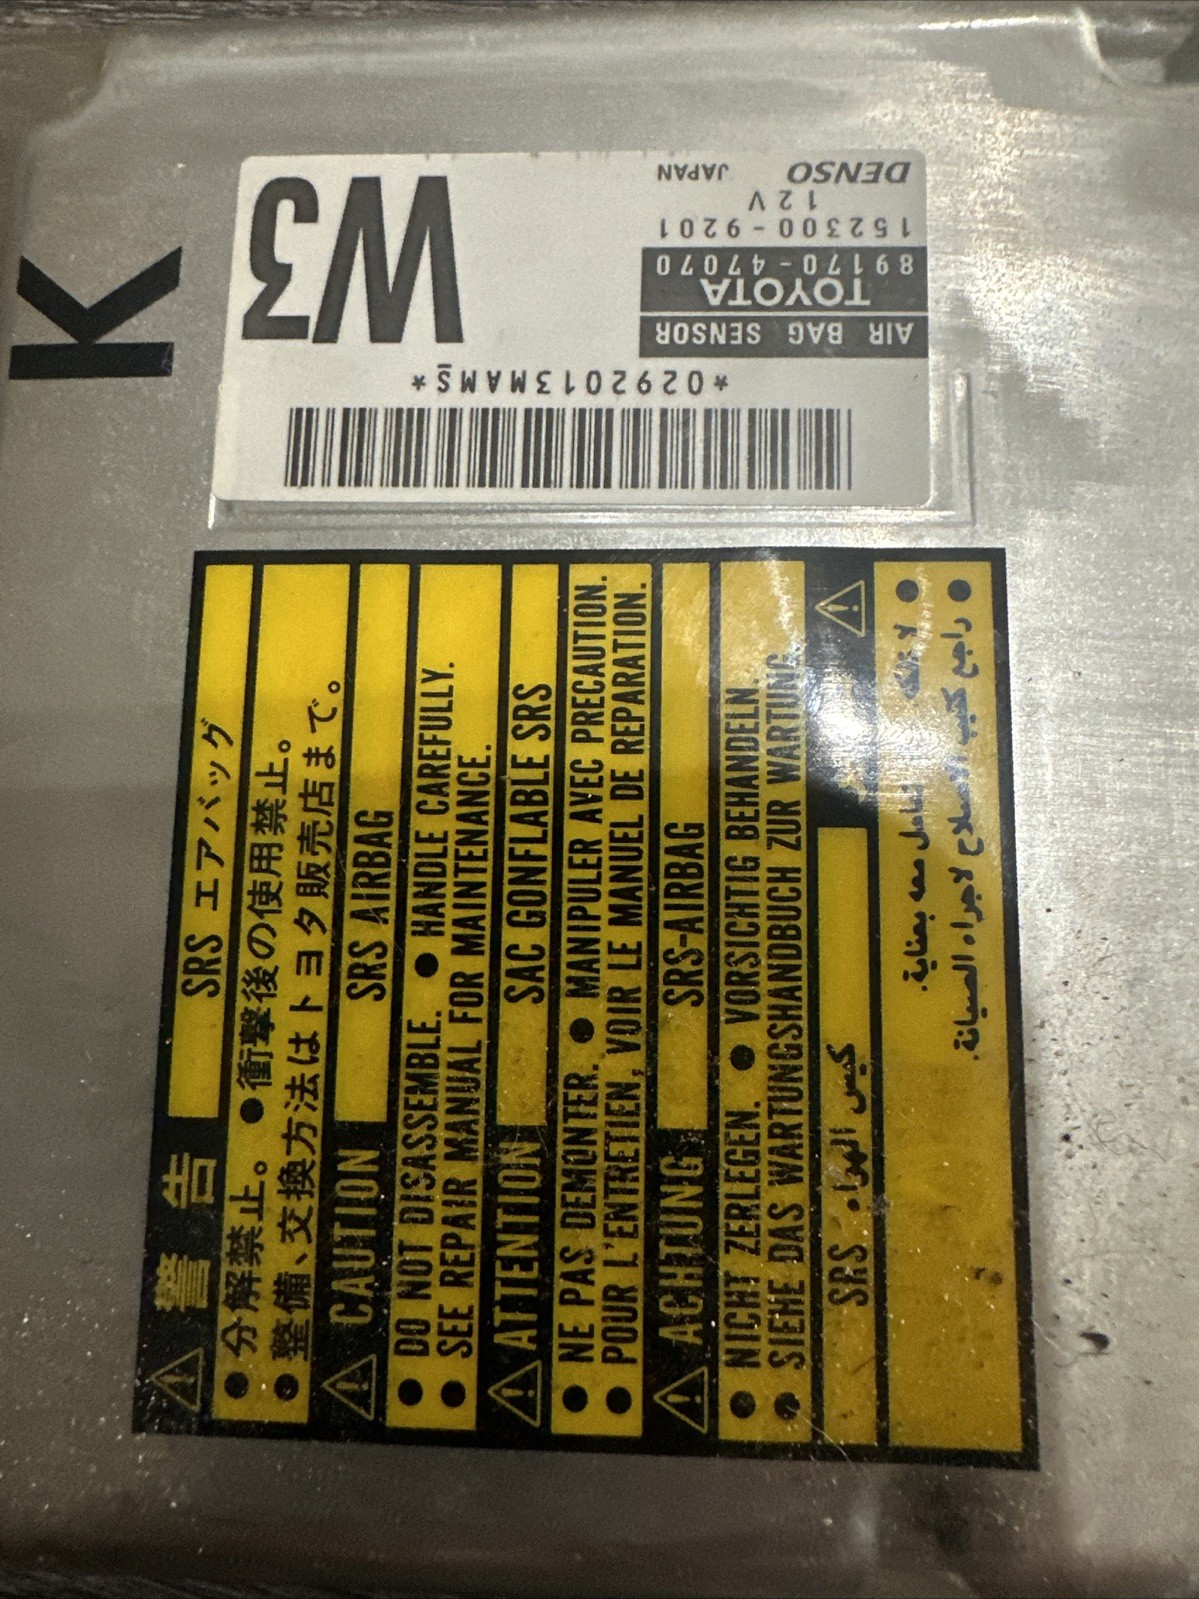 K
AIR BAG SENSOR
TOYOTA
89170-47070
152300-9201
12V
DENSO JAPAN
W3
*0292013MAMS*
警告 SRS エアバッグ
●分解禁止。 ●衝撃後の使用禁止。
●整備、交換方法はトヨタ販売店まで。
CAUTION SRS AIRBAG
● DO NOT DISASSEMBLE. ● HANDLE CAREFULLY.
● SEE REPAIR MANUAL FOR MAINTENANCE.
ATTENTION SAC GONFLABLE SRS
● NE PAS DEMONTER. ● MANIPULER AVEC PRECAUTION.
● POUR L'ENTRETIEN, VOIR LE MANUEL DE REPARATION.
ACHTUNG SRS-AIRBAG
● NICHT ZERLEGEN. ● VORSICHTIG BEHANDELN.
● SIEHE DAS WARTUNGSHANDBUCH ZUR WARTUNG.
كيس الهواء SRS
● لا تفكه تعامل معه بعناية.
● راجع كتيب الاصلاح لاجراء الصيانة.